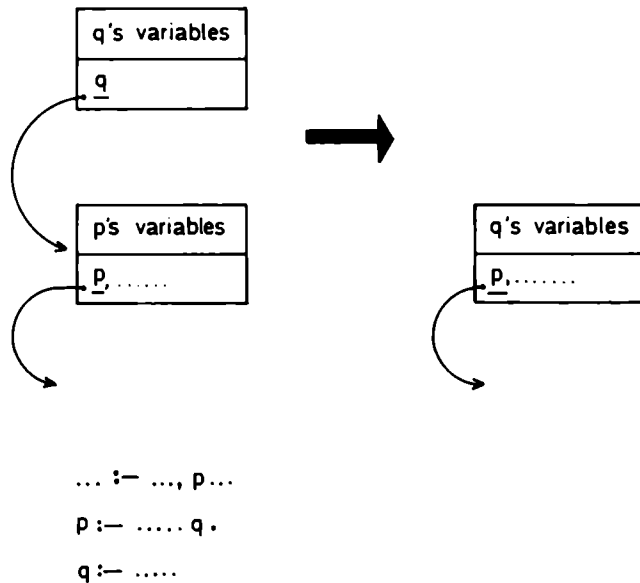 q's variables
q
p's variables
p, ......
q's variables
p, .......
... :— ..., p ...
p :— ..... q .
q :— .....